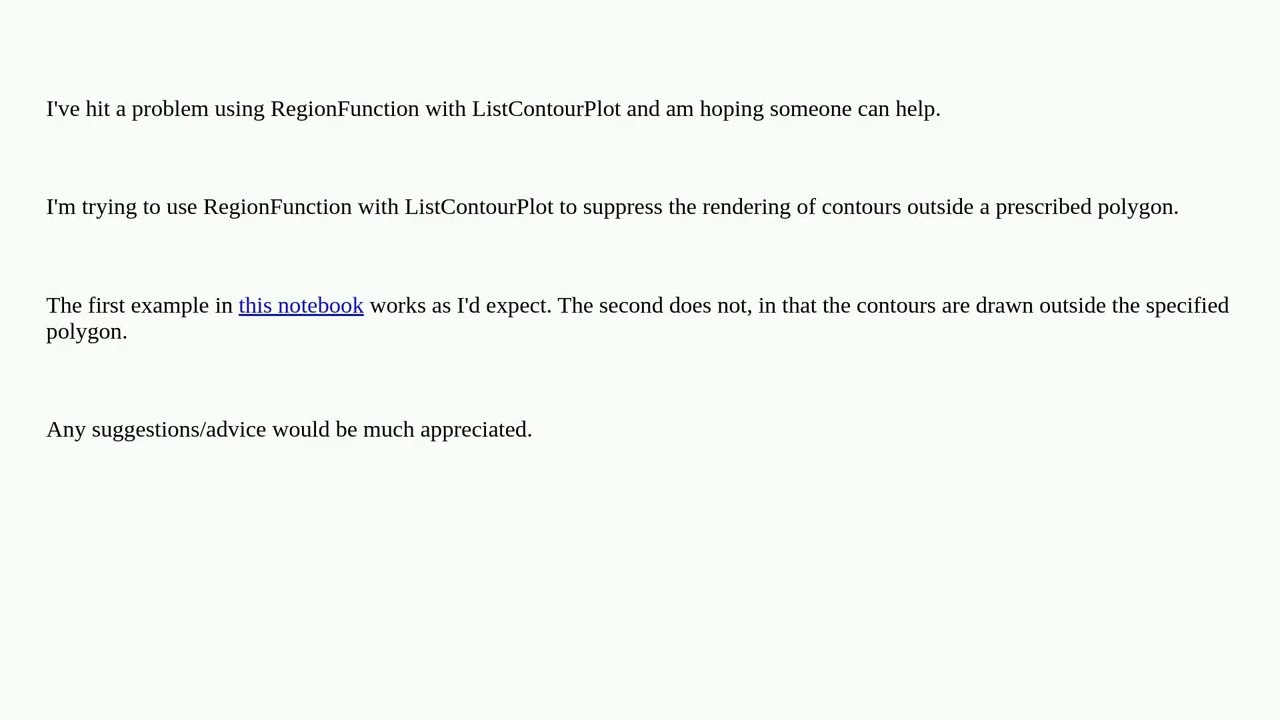 I've hit a problem using RegionFunction with ListContourPlot and am hoping someone can help.
I'm trying to use RegionFunction with ListContourPlot to suppress the rendering of contours outside a prescribed polygon.
The first example in this notebook works as I'd expect. The second does not, in that the contours are drawn outside the specified
polygon.
Any suggestions/advice would be much appreciated.